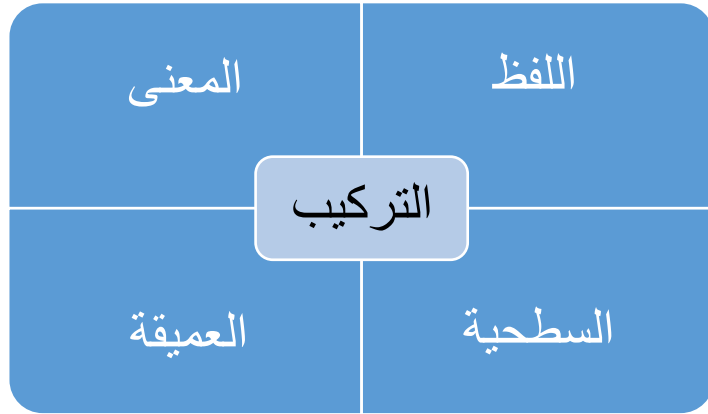 اللفظ
المعنى
التركيب
السطحية
العميقة